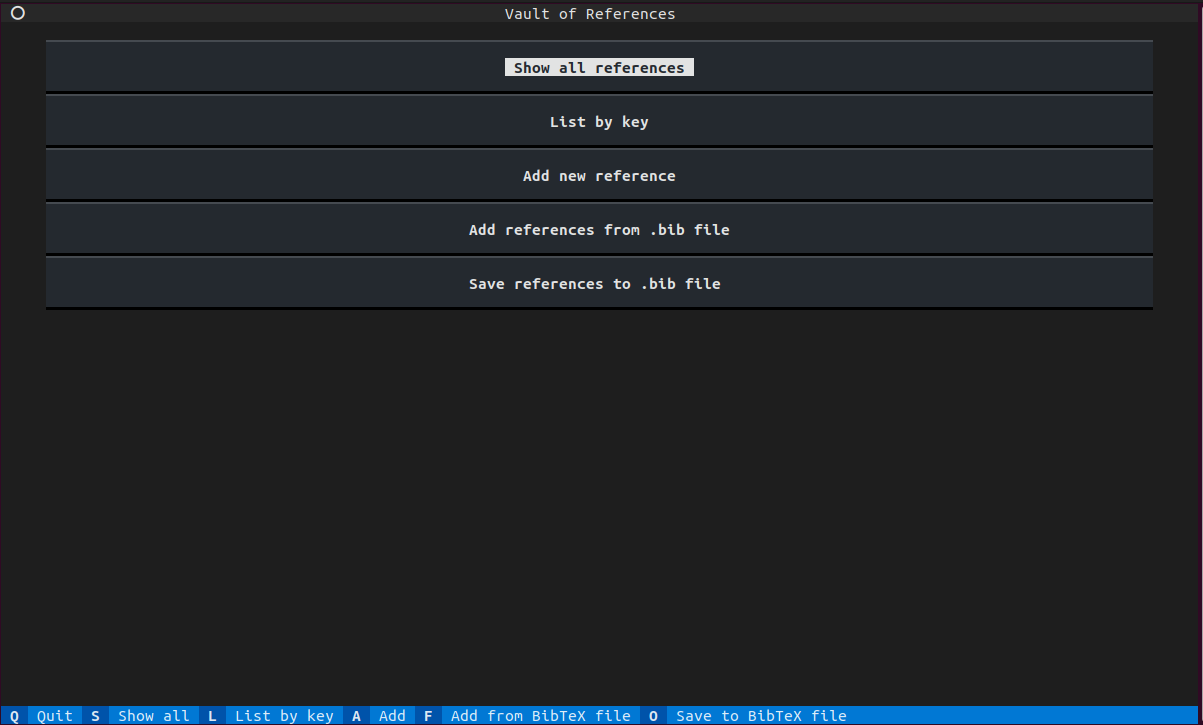 Vault of References
Show all references
List by key
Add new reference
Add references from .bib file
Save references to .bib file
Q Quit S Show all L List by key A Add F Add from BibTeX file O Save to BibTeX file